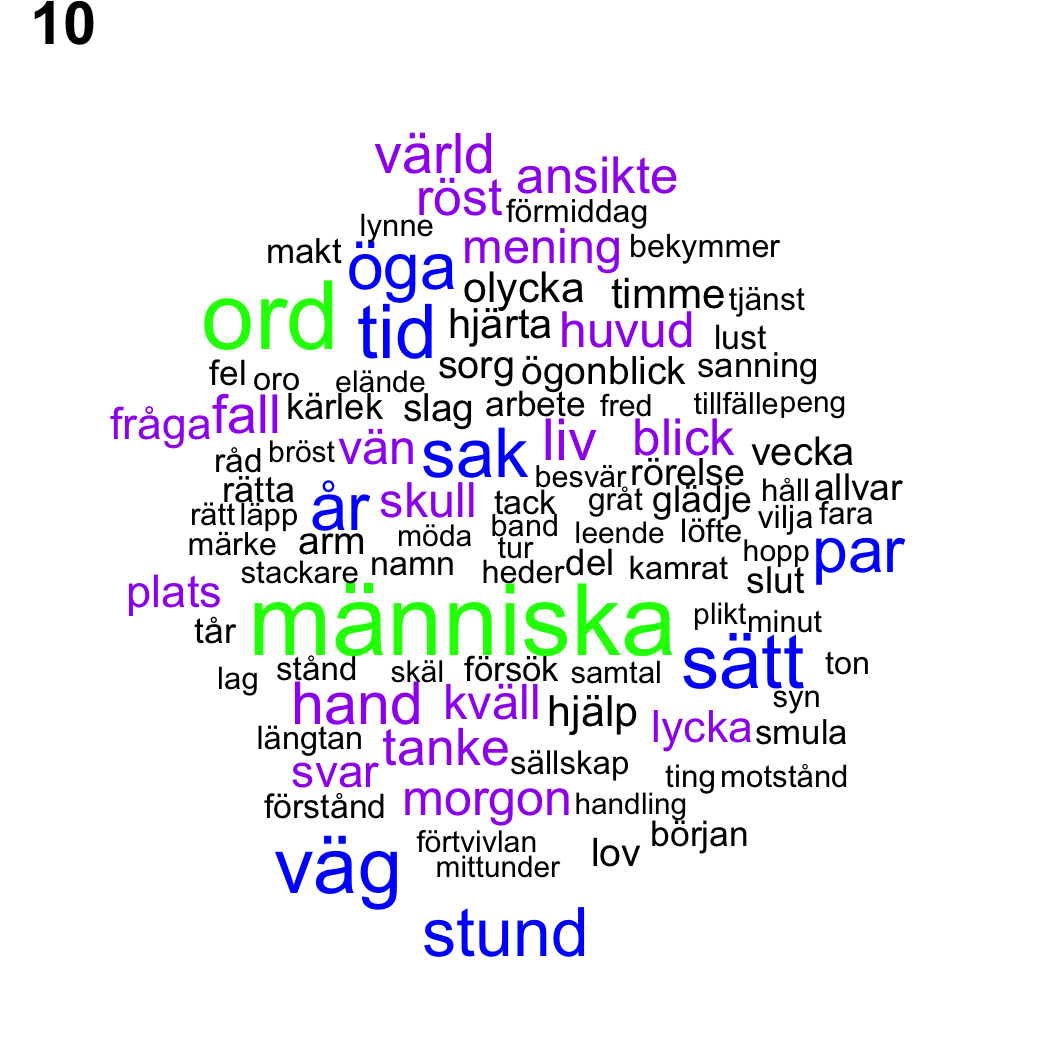 10
värld ansikte
röst förmiddag
lynne
makt öga mening bekymmer
olycka timme tjänst
ord tid hjärta huvud lust
fel oro elände sorg ögonblick sanning
fråga fall kärlek slag arbete fred tillfälle peng
råd bröst vän sak liv blick vecka
besvär rörelse
rätta år skull tack gråt glädje håll allvar
rätt läpp möda band leende löfte vilja fara
märke arm tur hopp par
stackare namn heder del kamrat slut
plats människa plikt minut
tår
lag stånd skäl försök samtal sätt ton
hand kväll hjälp lycka syn
längtan tanke smula
svar sällskap ting motstånd
förstånd morgon handling
väg förtvivlan lov början
mittunder
stund